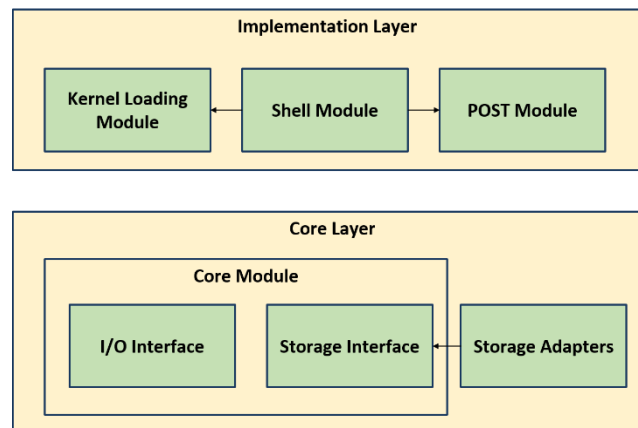 Implementation Layer
Kernel Loading
Module
Shell Module
POST Module
Core Layer
Core Module
I/O Interface
Storage Interface
Storage Adapters